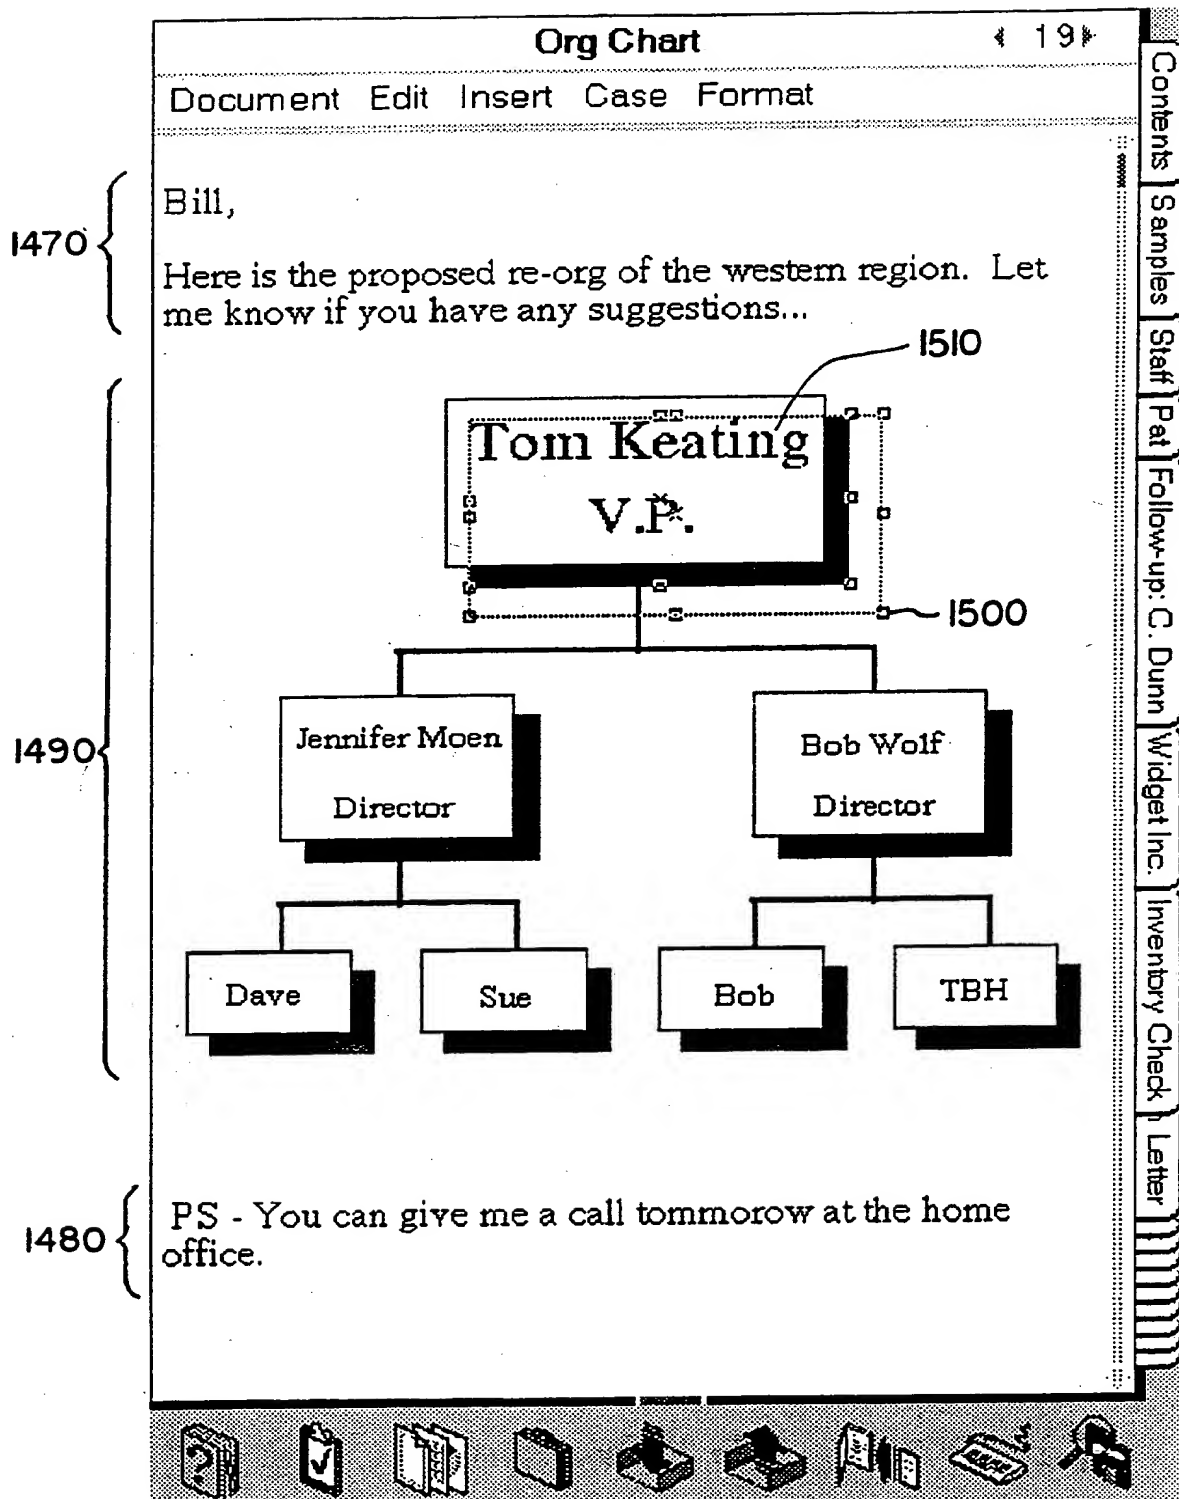 Org Chart
19
Document Edit Insert Case Format
Bill,
Here is the proposed re-org of the western region. Let
me know if you have any suggestions...
1470
1510
Tom Keating
V.P.
1500
1490
Jennifer Moen
Director
Bob Wolf
Director
Dave
Sue
Bob
TBH
PS - You can give me a call tommorow at the home
office.
1480
Contents
Samples
Staff
Pat
Follow-up: C. Dunn
Widget Inc.
Inventory Check
Letter
?